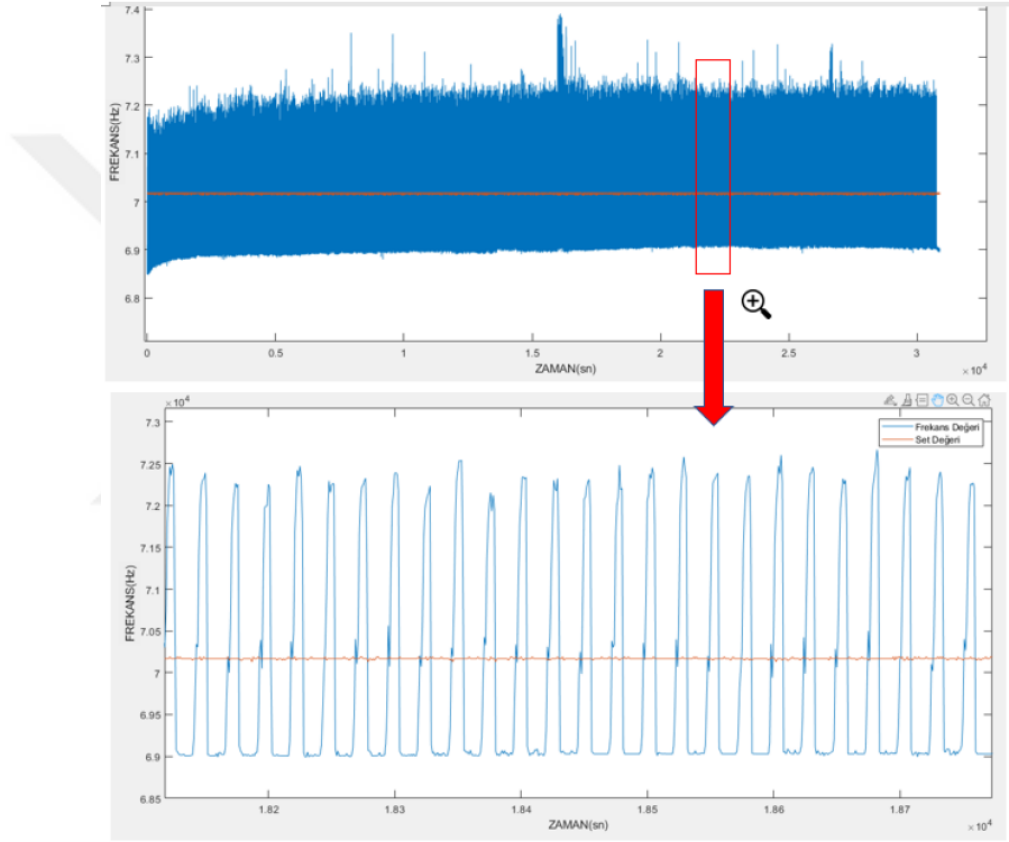 7.4
7.3
7.2
7.1
7
6.9
6.8
FREKANS(Hz)
0 0.5 1 1.5 2 2.5 3
ZAMAN(sn)
× 10⁴
× 10⁴
7.3
7.25
7.2
7.15
7.1
7.05
7
6.95
6.9
6.85
FREKANS(Hz)
Frekans Değeri
Set Değeri
1.82 1.83 1.84 1.85 1.86 1.87
ZAMAN(sn)
× 10⁴